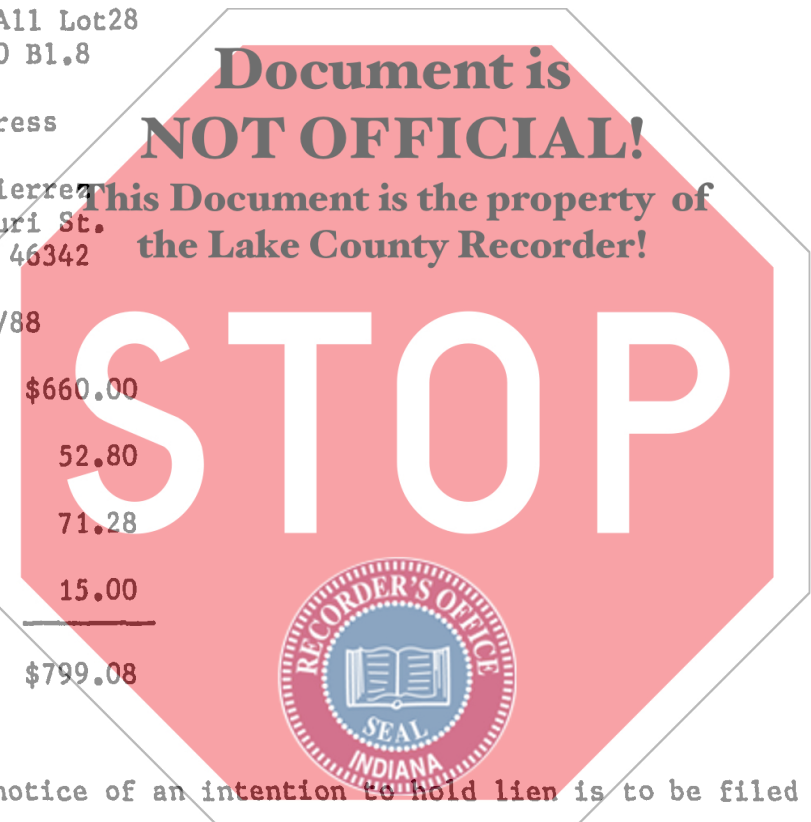 All Lot28
B1.8
Document is
NOT OFFICIAL!
This Document is the property of
the Lake County Recorder!
St.
46342
/88
STOP
$660.00
52.80
71.28
15.00
$799.08
RECORDER'S OFFICE
SEAL
INDIANA
notice of an intention to hold lien is to be filed